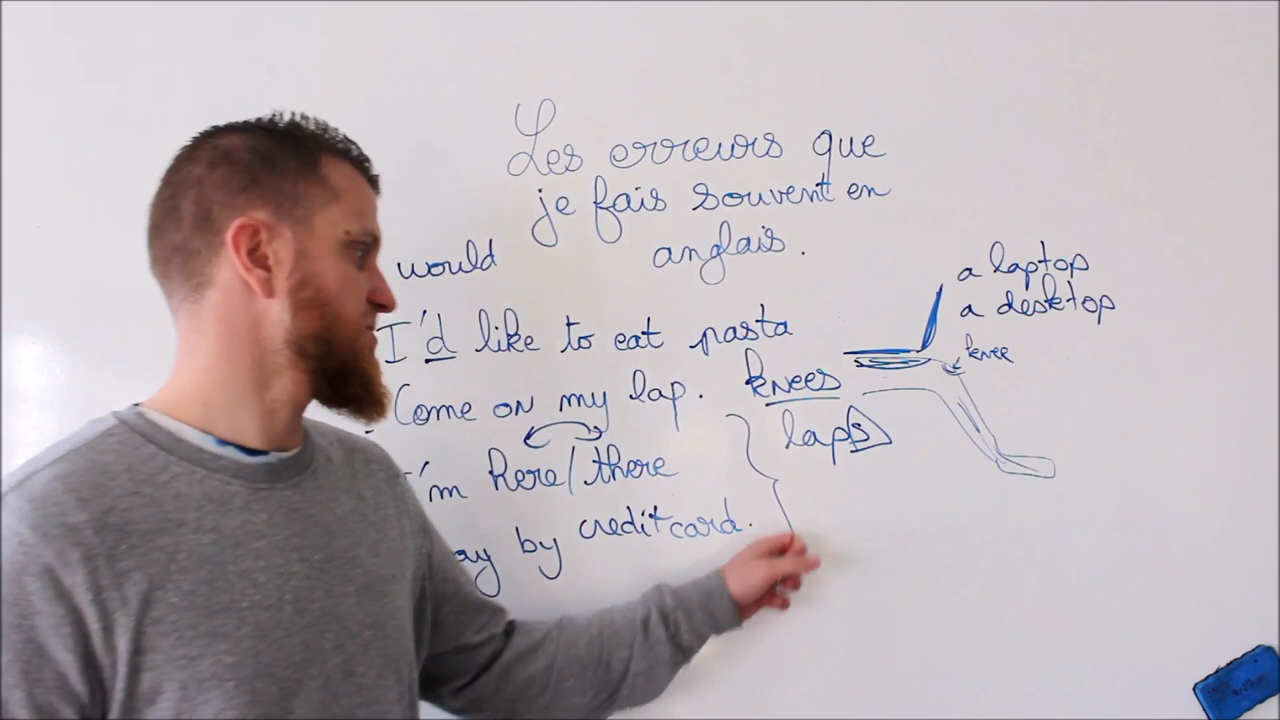 Les erreurs que
je fais souvent en
anglais.
would
I'd like to eat pasta
Come on my lap. knees
laps
'm here/there
ay by credit card.
a laptop
a desktop
knee